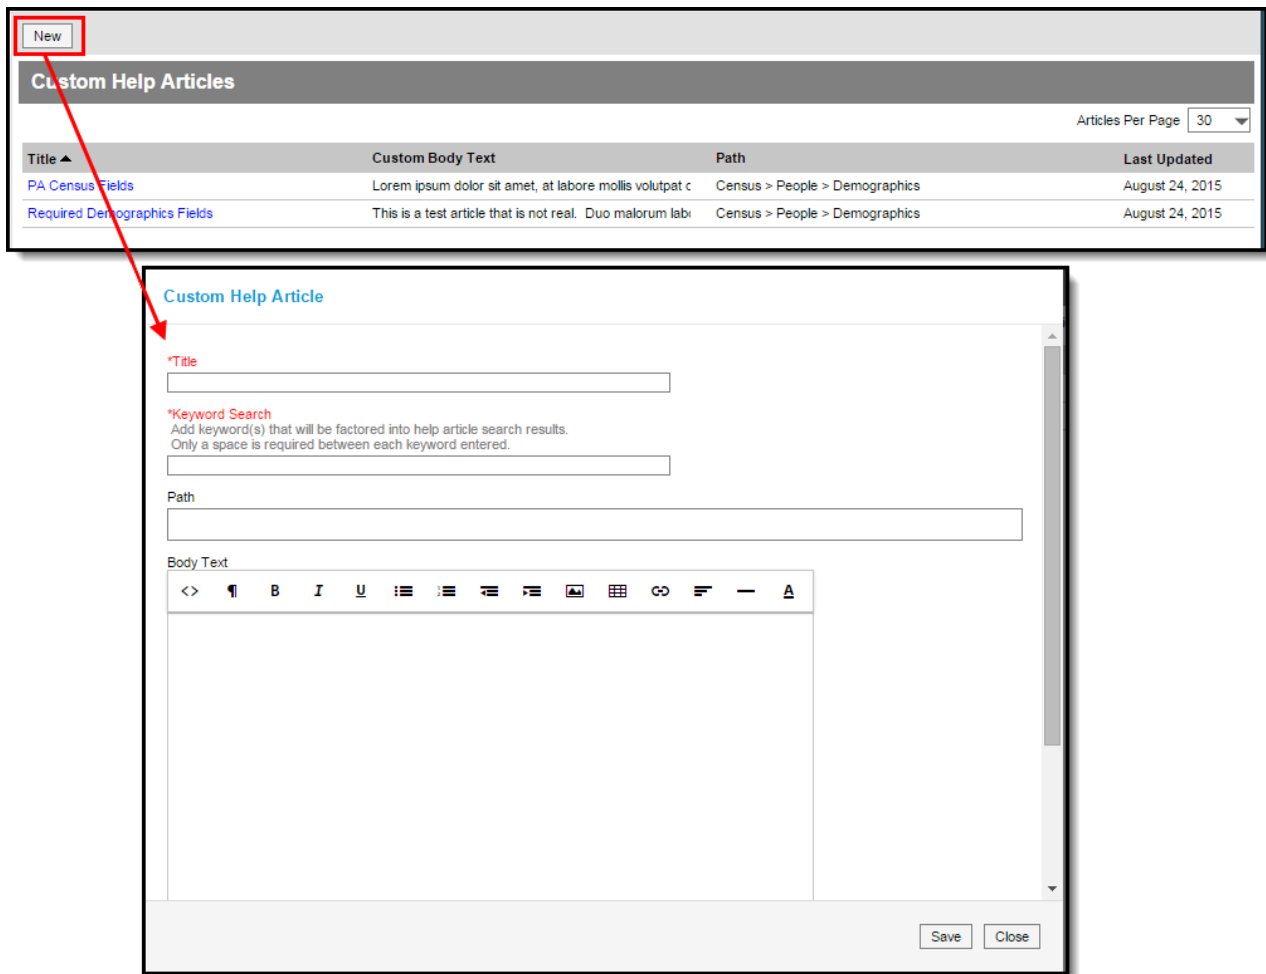 New
Custom Help Articles
Articles Per Page 30
Title Custom Body Text Path Last Updated
PA Census Fields Lorem ipsum dolor sit amet, at labore mollis volutpat c Census > People > Demographics August 24, 2015
Required Demographics Fields This is a test article that is not real. Duo malorum lab Census > People > Demographics August 24, 2015
Custom Help Article
*Title
*Keyword Search
Add keyword(s) that will be factored into help article search results.
Only a space is required between each keyword entered.
Path
Body Text
<> ¶ B I U A
Save Close